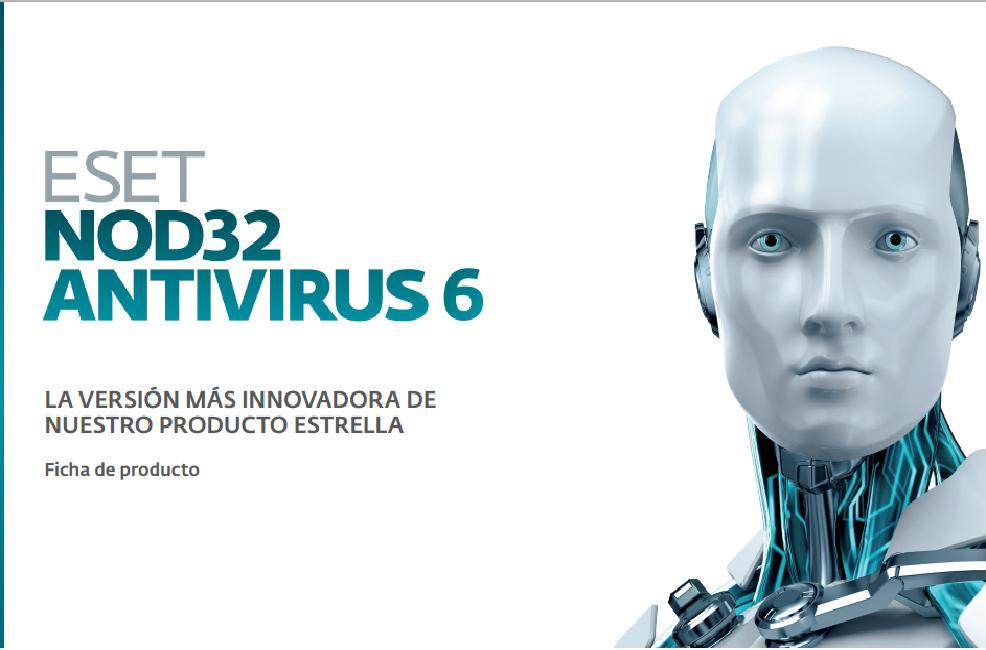 ESET
NOD32
ANTIVIRUS 6
LA VERSIÓN MÁS INNOVADORA DE
NUESTRO PRODUCTO ESTRELLA
Ficha de producto